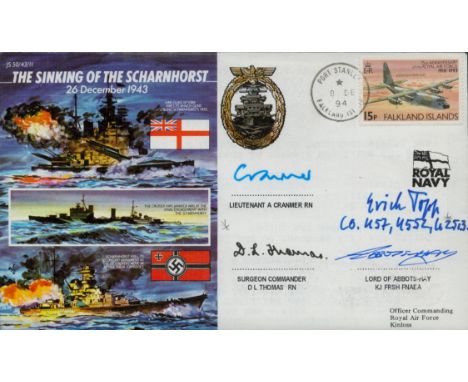 JS 50/43/11
THE SINKING OF THE SCHARNHORST
26 December 1943
PORT STANLEY
8 DE
94
FALKLAND
15P FALKLAND ISLANDS
ROYAL
NAVY
Cranmer
LIEUTENANT A CRANMER RN
Erich Topp
CO. U57, U552, U2513.
D. L. Thomas
SURGEON COMMANDER
D L THOMAS RN
LORD OF ABBOTS-HAY
KJ FRSH FNAEA
Officer Commanding
Royal Air Force
Kinloss